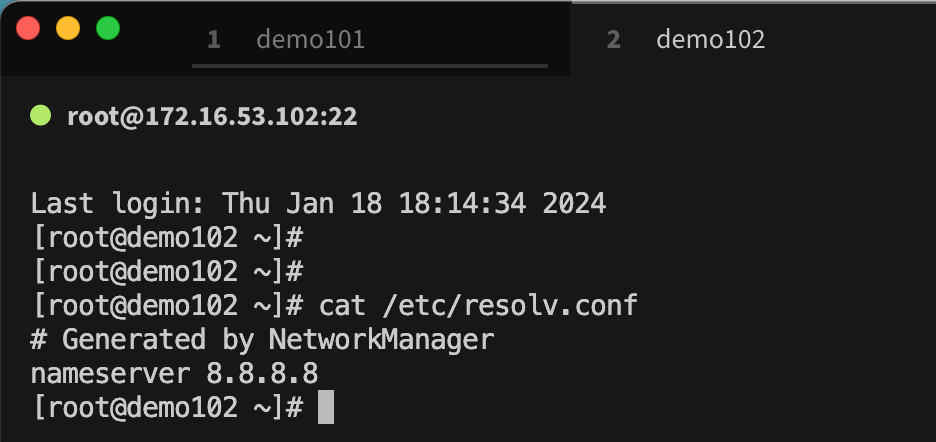 1 demo101 2 demo102
root@172.16.53.102:22
Last login: Thu Jan 18 18:14:34 2024
[root@demo102 ~]#
[root@demo102 ~]#
[root@demo102 ~]# cat /etc/resolv.conf
# Generated by NetworkManager
nameserver 8.8.8.8
[root@demo102 ~]#